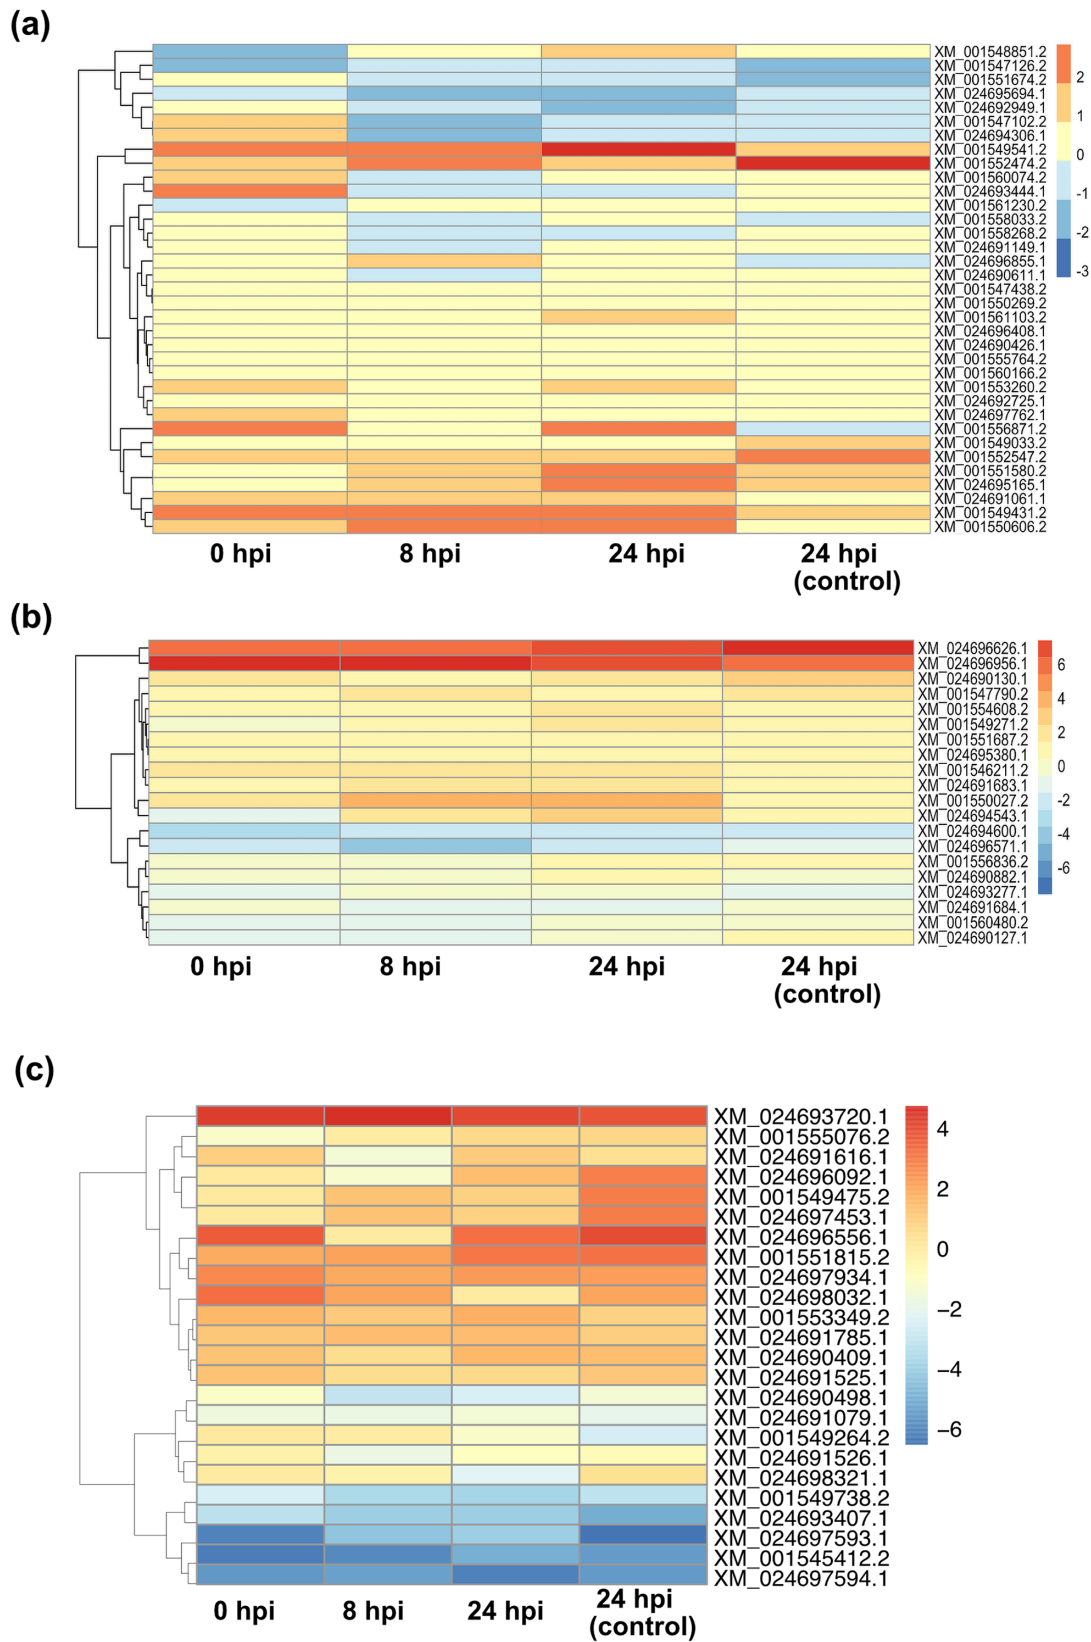 (a)
XM_001548851.2
XM_001547126.2
XM_001551674.2
XM_024695694.1
XM_024692949.1
XM_001547102.2
XM_024694306.1
XM_001549541.2
XM_001552474.2
XM_001560074.2
XM_024693444.1
XM_001561230.2
XM_001558033.2
XM_001558268.2
XM_024691149.1
XM_024696855.1
XM_024690611.1
XM_001547438.2
XM_001550269.2
XM_001561103.2
XM_024696408.1
XM_024690426.1
XM_001555764.2
XM_001560166.2
XM_001553260.2
XM_024692725.1
XM_024697762.1
XM_001556871.2
XM_001549033.2
XM_001552547.2
XM_001551580.2
XM_024695165.1
XM_024691061.1
XM_001549431.2
XM_001550606.2
2
1
0
-1
-2
-3
0 hpi 8 hpi 24 hpi 24 hpi
(control)
(b)
XM_024696626.1
XM_024696956.1
XM_024690130.1
XM_001547790.2
XM_001554608.2
XM_001549271.2
XM_001551687.2
XM_024695380.1
XM_001546211.2
XM_024691683.1
XM_001550027.2
XM_024694543.1
XM_024694600.1
XM_024696571.1
XM_001556836.2
XM_024690882.1
XM_024693277.1
XM_024691684.1
XM_001560480.2
XM_024690127.1
6
4
2
0
-2
-4
-6
0 hpi 8 hpi 24 hpi 24 hpi
(control)
(c)
XM_024693720.1
XM_001555076.2
XM_024691616.1
XM_024696092.1
XM_001549475.2
XM_024697453.1
XM_024696556.1
XM_001551815.2
XM_024697934.1
XM_024698032.1
XM_001553349.2
XM_024691785.1
XM_024690409.1
XM_024691525.1
XM_024690498.1
XM_024691079.1
XM_001549264.2
XM_024691526.1
XM_024698321.1
XM_001549738.2
XM_024693407.1
XM_024697593.1
XM_001545412.2
XM_024697594.1
4
2
0
−2
−4
−6
0 hpi 8 hpi 24 hpi 24 hpi
(control)